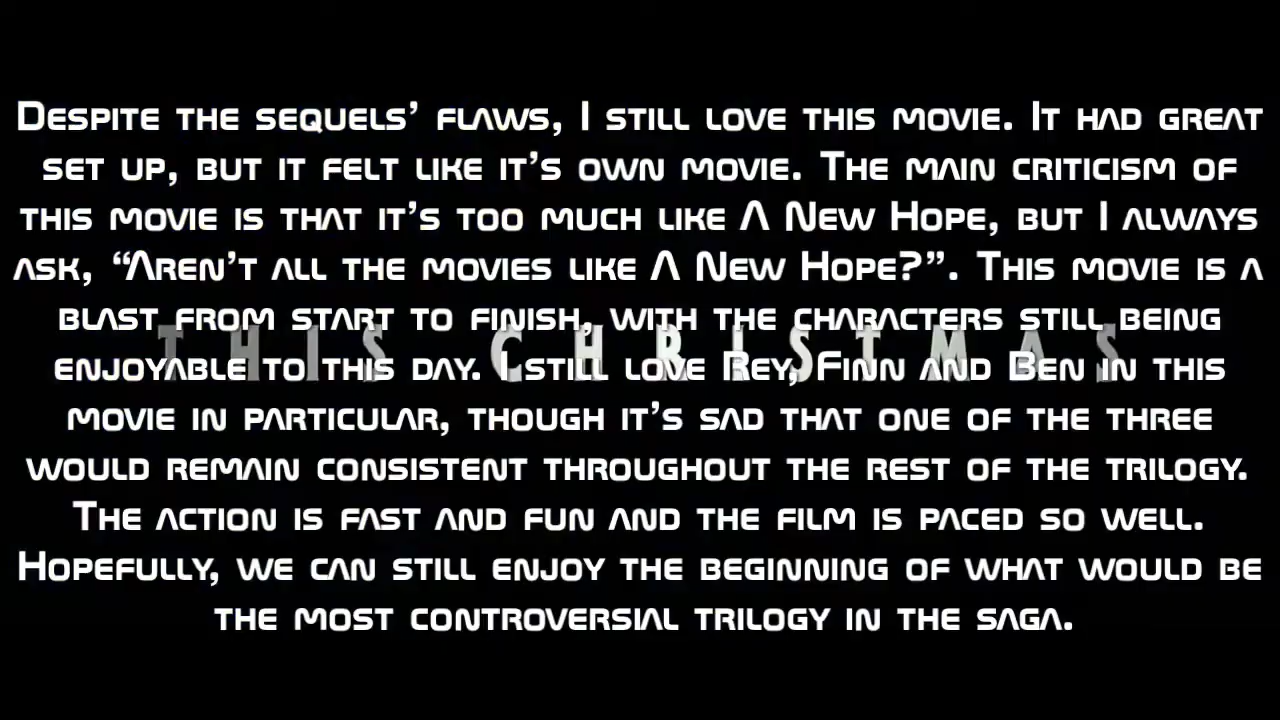 Despite the sequels’ flaws, I still love this movie. It had great
set up, but it felt like it’s own movie. The main criticism of
this movie is that it’s too much like A New Hope, but I always
ask, “Aren’t all the movies like A New Hope?”. This movie is a
blast from start to finish, with the characters still being
THIS CHRISTMAS
enjoyable to this day. I still love Rey, Finn and Ben in this
movie in particular, though it’s sad that one of the three
would remain consistent throughout the rest of the trilogy.
The action is fast and fun and the film is paced so well.
Hopefully, we can still enjoy the beginning of what would be
the most controversial trilogy in the saga.